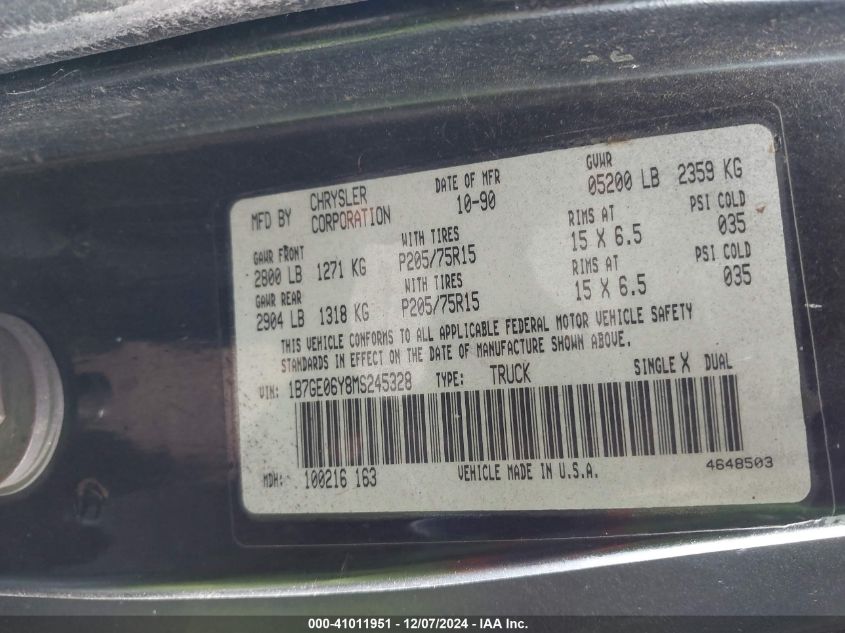 MFD BY CHRYSLER CORPORATION DATE OF MFR 10-90 GVWR 05200 LB 2359 KG
GAWR FRONT WITH TIRES RIMS AT PSI COLD
2800 LB 1271 KG P205/75R15 15 X 6.5 035
GAWR REAR WITH TIRES RIMS AT PSI COLD
2904 LB 1318 KG P205/75R15 15 X 6.5 035
THIS VEHICLE CONFORMS TO ALL APPLICABLE FEDERAL MOTOR VEHICLE SAFETY
STANDARDS IN EFFECT ON THE DATE OF MANUFACTURE SHOWN ABOVE.
VIN: 1B7GE06Y8MS245328 TYPE: TRUCK SINGLE X DUAL
MDH: 100216 163 VEHICLE MADE IN U.S.A. 4648503
000-41011951 - 12/07/2024 - IAA Inc.